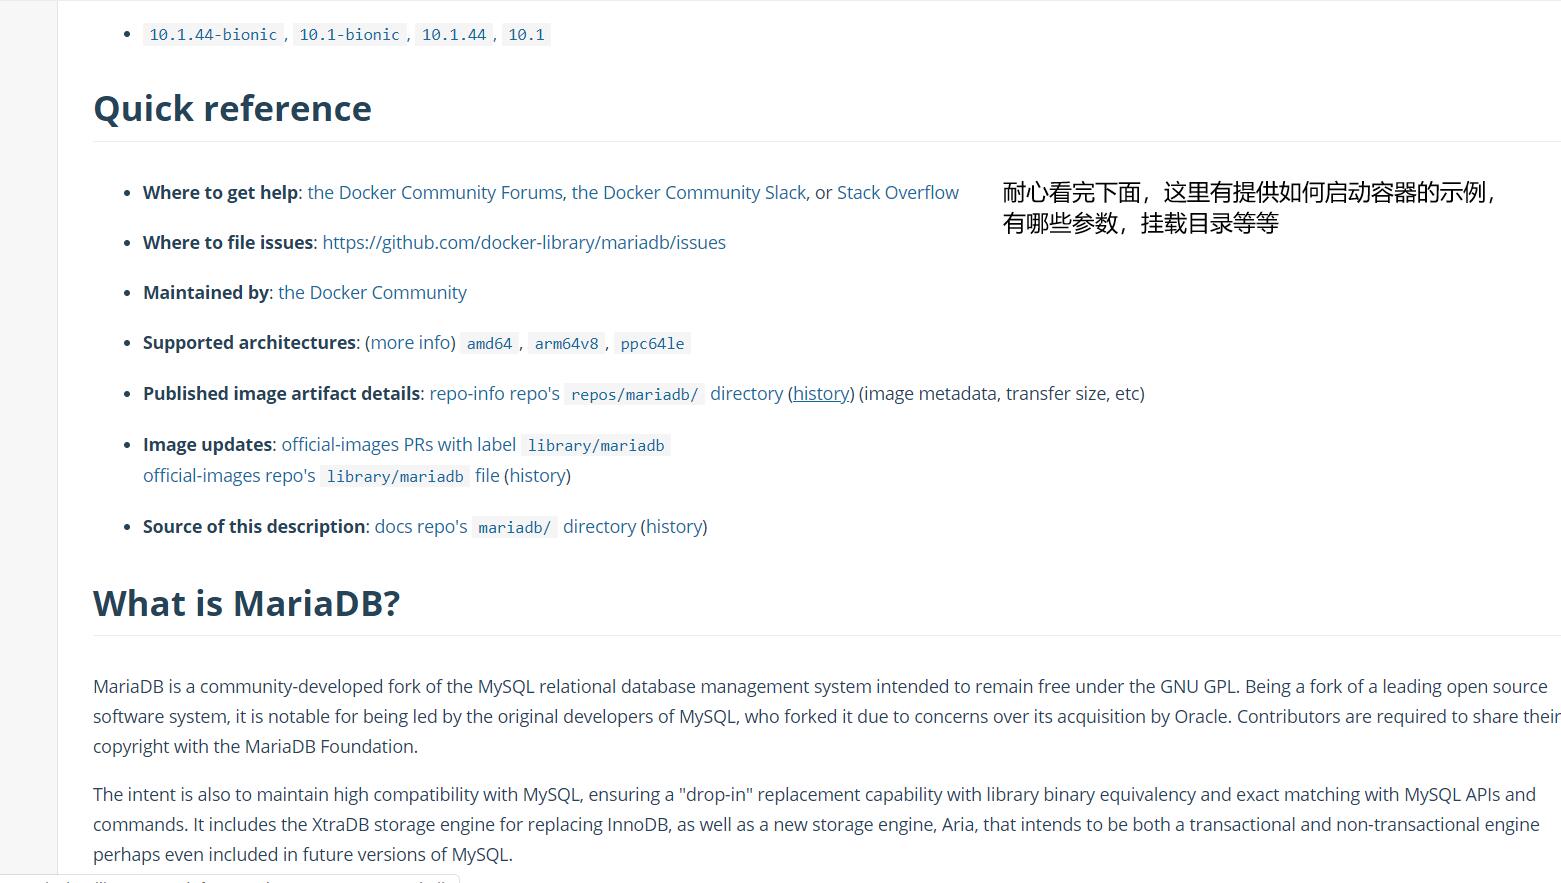 10.1.44-bionic , 10.1-bionic , 10.1.44 , 10.1
Quick reference
Where to get help: the Docker Community Forums, the Docker Community Slack, or Stack Overflow
耐心看完下面，这里有提供如何启动容器的示例，
有哪些参数，挂载目录等等
Where to file issues: https://github.com/docker-library/mariadb/issues
Maintained by: the Docker Community
Supported architectures: (more info) amd64 , arm64v8 , ppc64le
Published image artifact details: repo-info repo's repos/mariadb/ directory (history) (image metadata, transfer size, etc)
Image updates: official-images PRs with label library/mariadb
official-images repo's library/mariadb file (history)
Source of this description: docs repo's mariadb/ directory (history)
What is MariaDB?
MariaDB is a community-developed fork of the MySQL relational database management system intended to remain free under the GNU GPL. Being a fork of a leading open source
software system, it is notable for being led by the original developers of MySQL, who forked it due to concerns over its acquisition by Oracle. Contributors are required to share their
copyright with the MariaDB Foundation.
The intent is also to maintain high compatibility with MySQL, ensuring a "drop-in" replacement capability with library binary equivalency and exact matching with MySQL APIs and
commands. It includes the XtraDB storage engine for replacing InnoDB, as well as a new storage engine, Aria, that intends to be both a transactional and non-transactional engine
perhaps even included in future versions of MySQL.